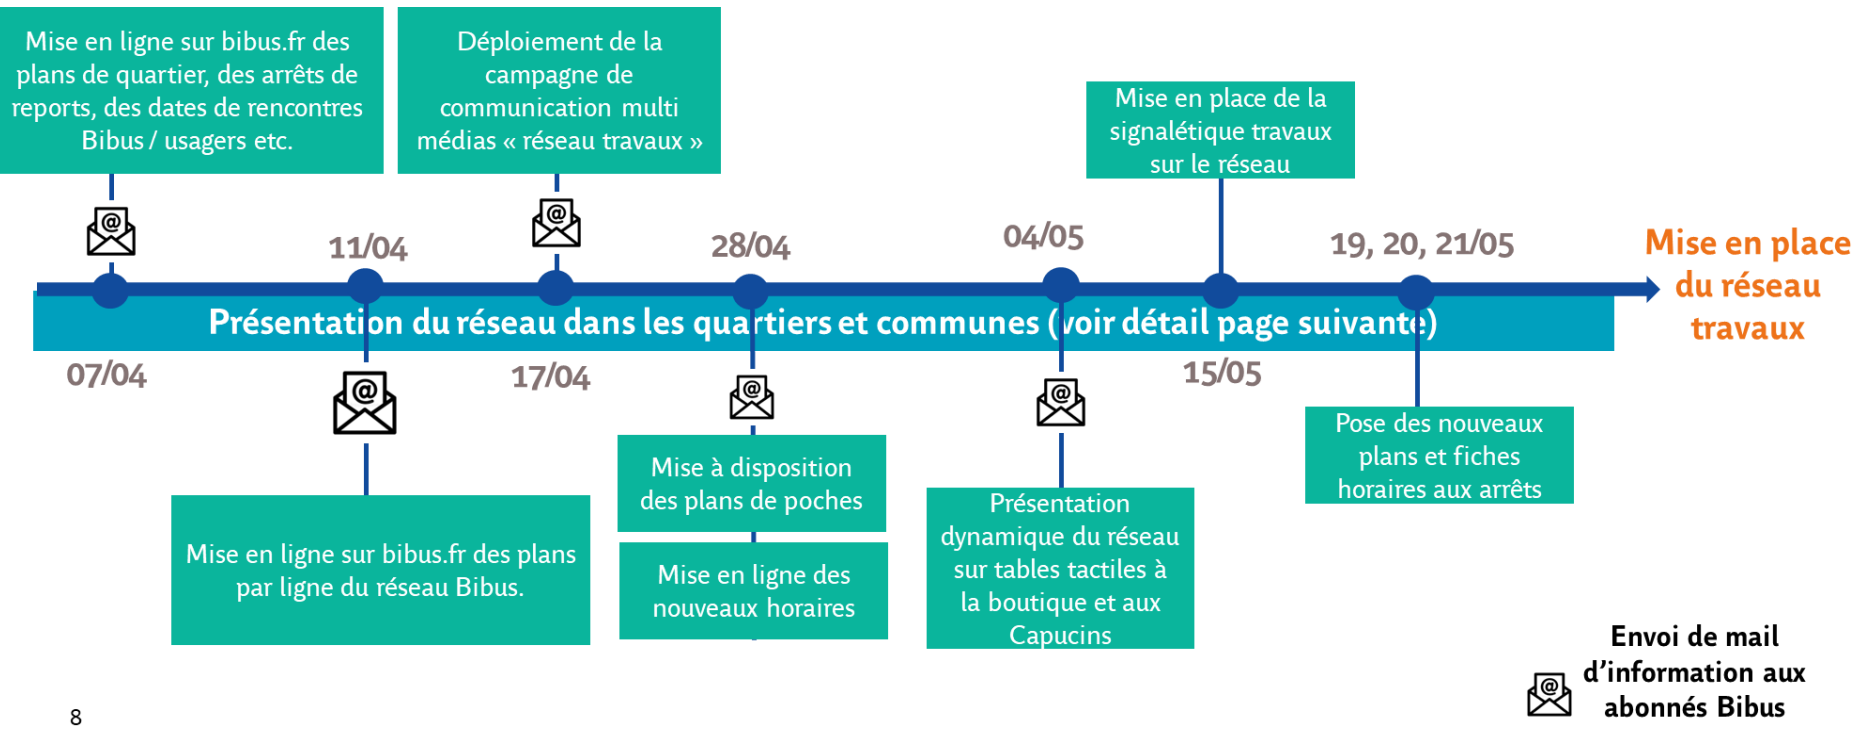 Mise en ligne sur bibus.fr des
plans de quartier, des arrêts de
reports, des dates de rencontres
Bibus / usagers etc.
Déploiement de la
campagne de
communication multi
médias « réseau travaux »
Mise en place de la
signalétique travaux
sur le réseau
11/04
28/04
04/05
19, 20, 21/05
Mise en place
du réseau
travaux
Présentation du réseau dans les quartiers et communes (voir détail page suivante)
07/04
17/04
15/05
Mise en ligne sur bibus.fr des plans
par ligne du réseau Bibus.
Mise à disposition
des plans de poches
Mise en ligne des
nouveaux horaires
Présentation
dynamique du réseau
sur tables tactiles à
la boutique et aux
Capucins
Pose des nouveaux
plans et fiches
horaires aux arrêts
Envoi de mail
d’information aux
abonnés Bibus
8